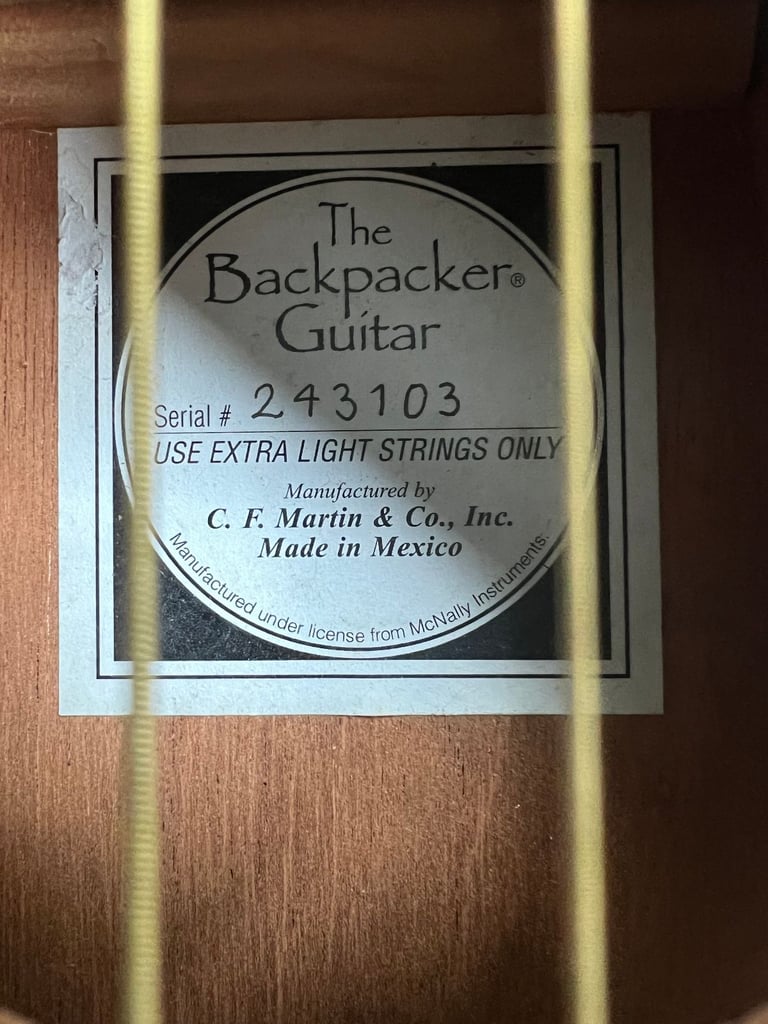 The
Backpacker®
Guitar
Serial # 243103
USE EXTRA LIGHT STRINGS ONLY
Manufactured by
C. F. Martin & Co., Inc.
Made in Mexico
Manufactured under license from McNally Instruments.